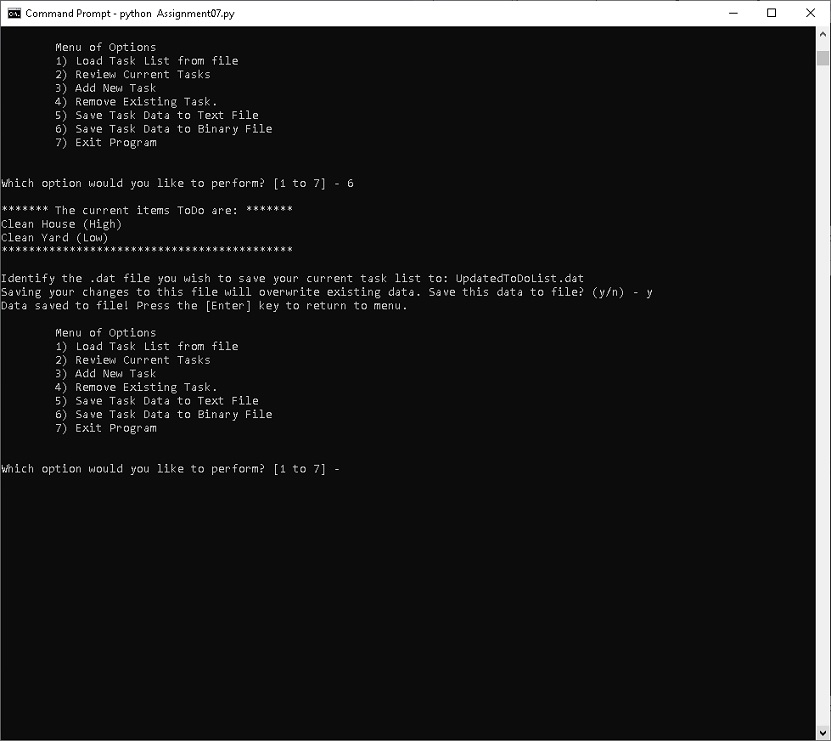 Command Prompt - python  Assignment07.py
Menu of Options
1) Load Task List from file
2) Review Current Tasks
3) Add New Task
4) Remove Existing Task.
5) Save Task Data to Text File
6) Save Task Data to Binary File
7) Exit Program
Which option would you like to perform? [1 to 7] - 6
******* The current items ToDo are: *******
Clean House (High)
Clean Yard (Low)
*******************************************
Identify the .dat file you wish to save your current task list to: UpdatedToDoList.dat
Saving your changes to this file will overwrite existing data. Save this data to file? (y/n) - y
Data saved to file! Press the [Enter] key to return to menu.
Menu of Options
1) Load Task List from file
2) Review Current Tasks
3) Add New Task
4) Remove Existing Task.
5) Save Task Data to Text File
6) Save Task Data to Binary File
7) Exit Program
Which option would you like to perform? [1 to 7] -